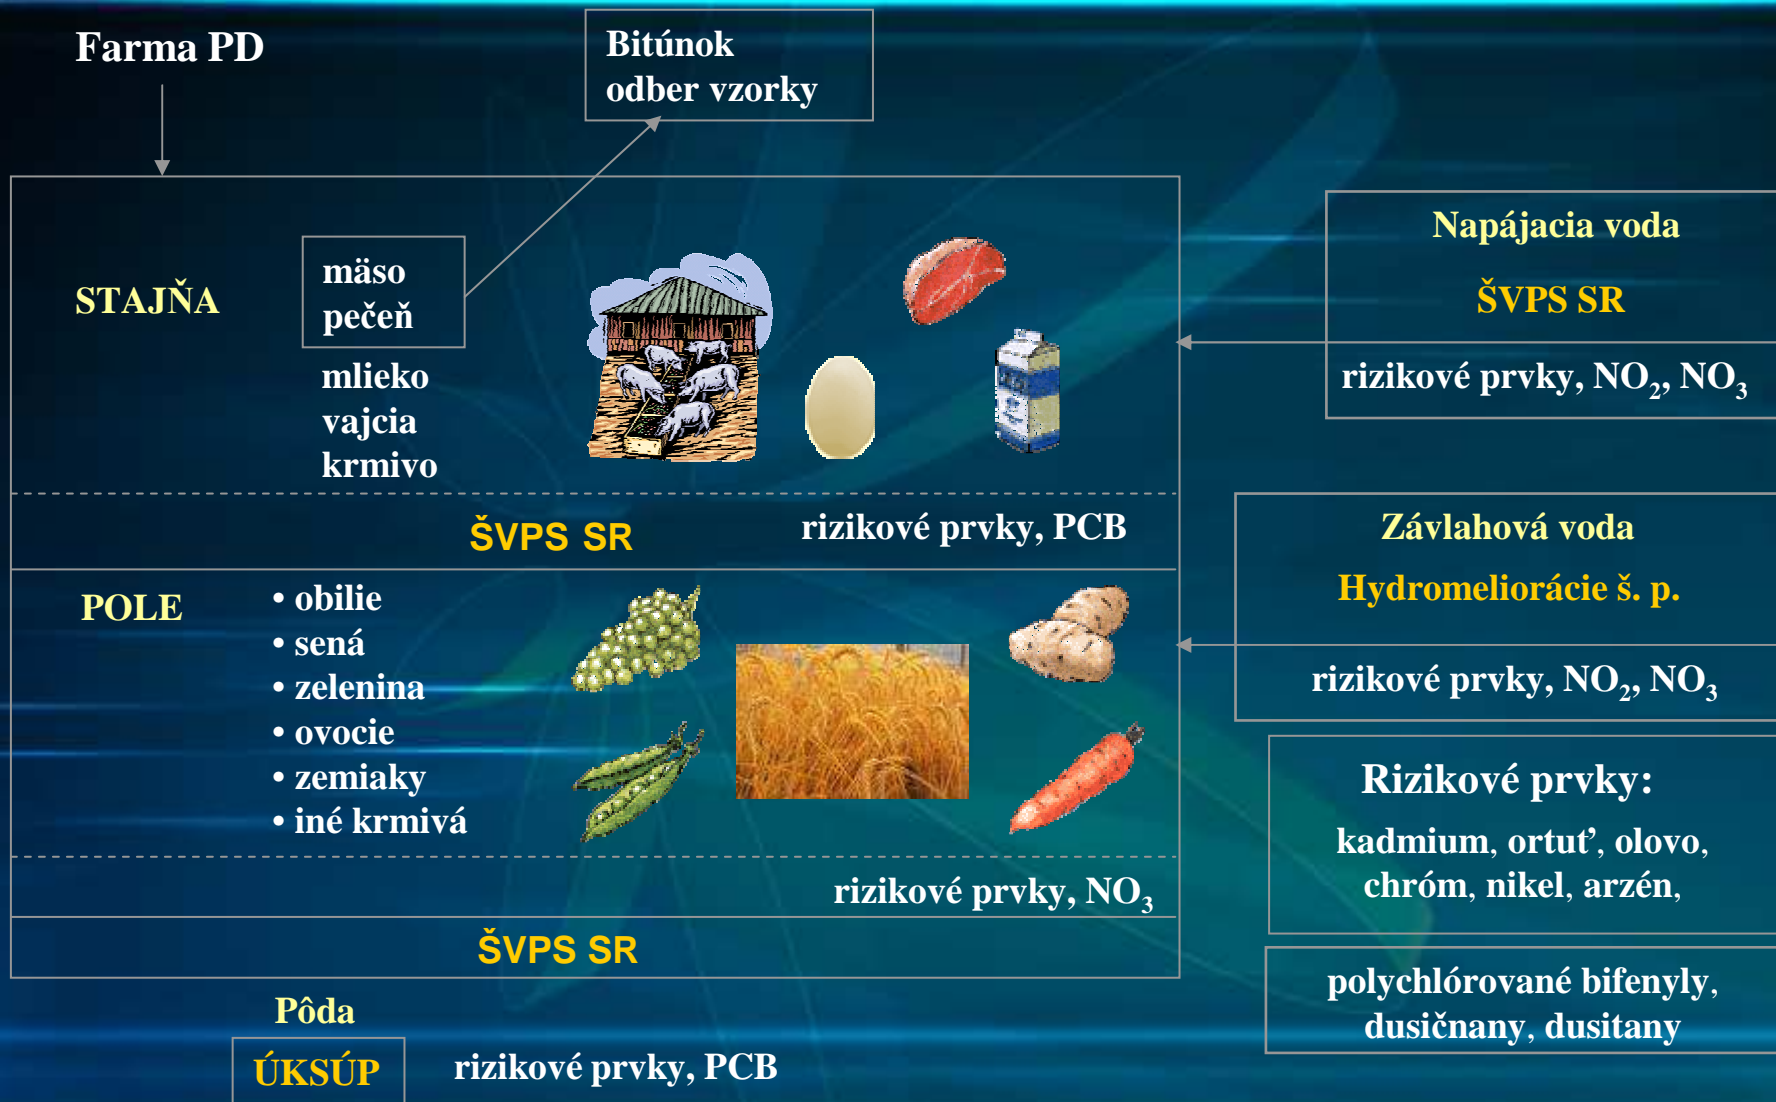 Farma PD
Bitúnok
odber vzorky
STAJŇA
mäso
pečeň
mlieko
vajcia
krmivo
ŠVPS SR
rizikové prvky, PCB
POLE
• obilie
• sená
• zelenina
• ovocie
• zemiaky
• iné krmivá
rizikové prvky, NO₃
ŠVPS SR
Pôda
ÚKSÚP
rizikové prvky, PCB
Napájacia voda
ŠVPS SR
rizikové prvky, NO₂, NO₃
Závlahová voda
Hydromeliorácie š. p.
rizikové prvky, NO₂, NO₃
Rizikové prvky:
kadmium, ortuť, olovo,
chróm, nikel, arzén,
polychlórované bifenyly,
dusičnany, dusitany